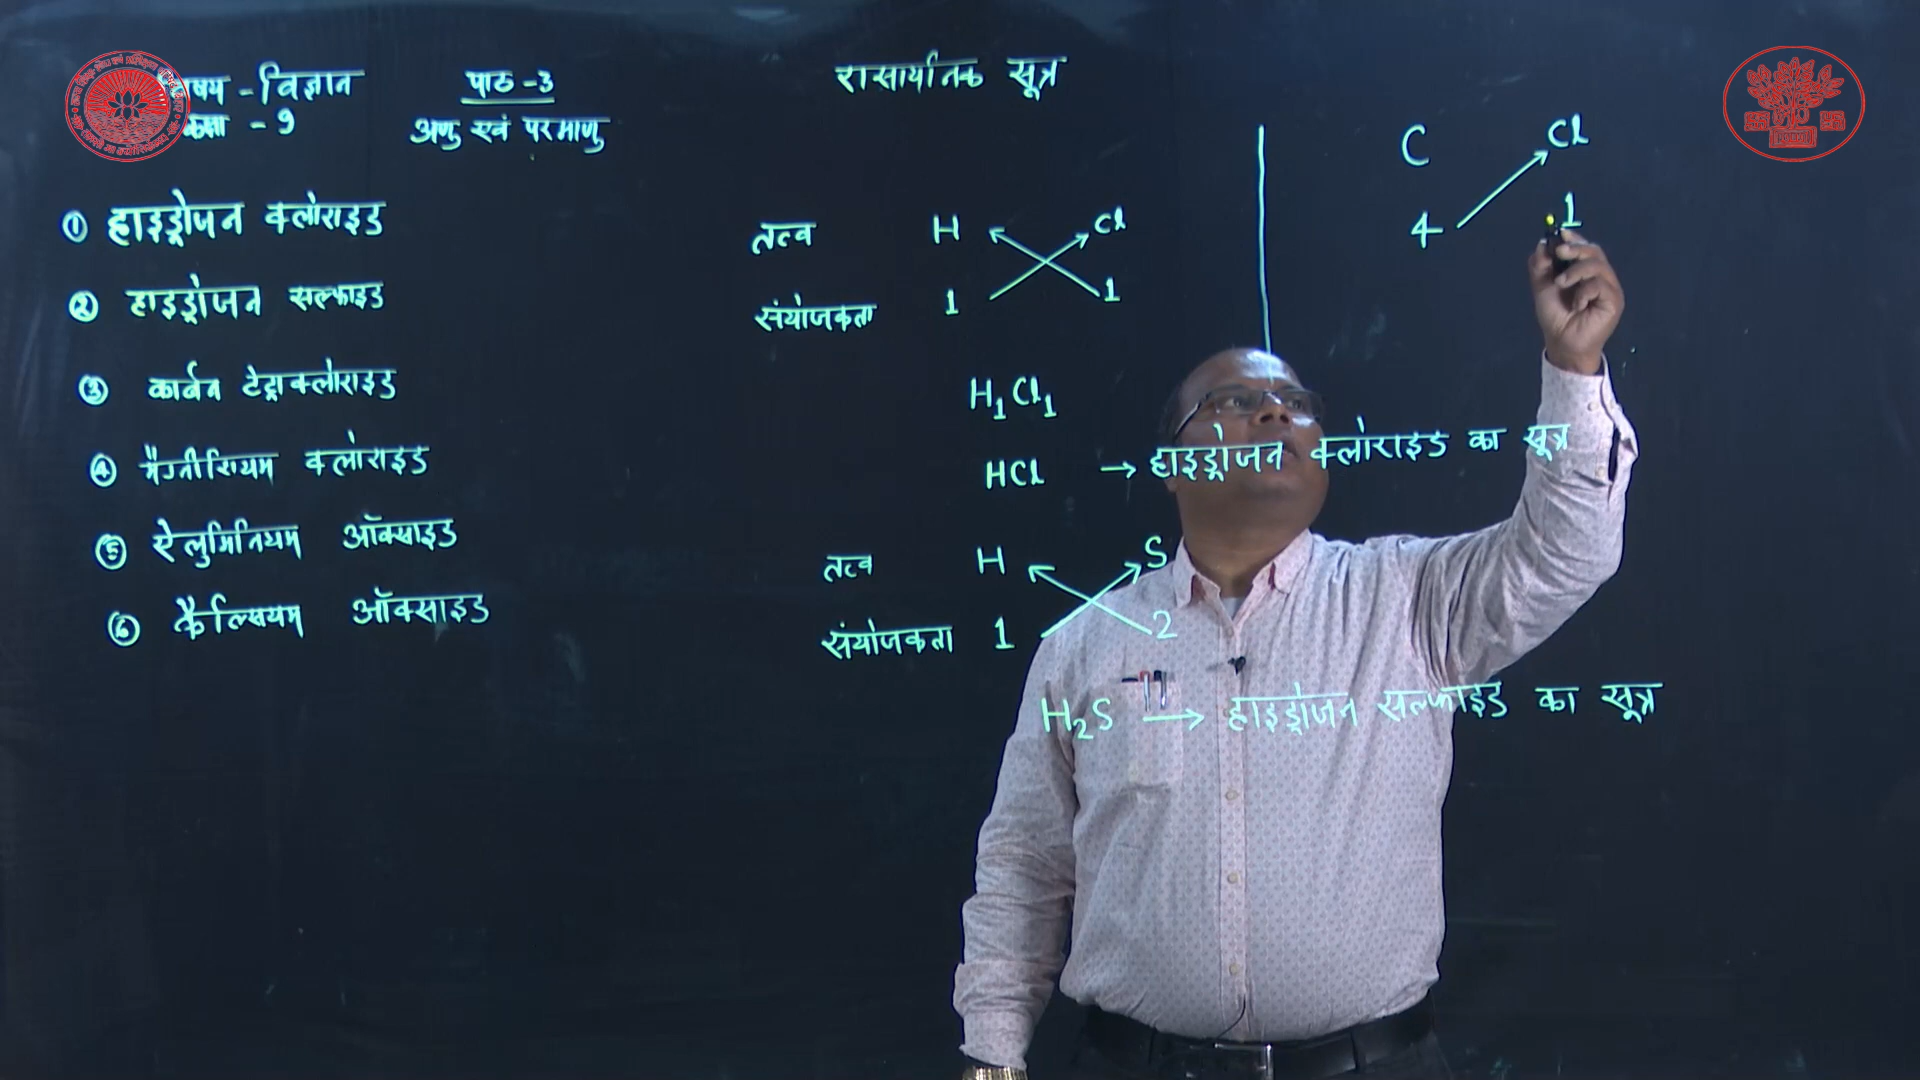 विषय - विज्ञान
कक्षा - 9
पाठ - 3
अणु एवं परमाणु
रासायनिक सूत्र
① हाइड्रोजन क्लोराइड
② हाइड्रोजन सल्फाइड
③ कार्बन टेट्राक्लोराइड
④ मैग्नीशियम क्लोराइड
⑤ ऐलुमिनियम ऑक्साइड
⑥ कैल्सियम ऑक्साइड
तत्व H Cl
संयोजकता 1 1
H₁Cl₁
HCl → हाइड्रोजन क्लोराइड का सूत्र
तत्व H S
संयोजकता 1 2
H₂S → हाइड्रोजन सल्फाइड का सूत्र
C Cl
4 1